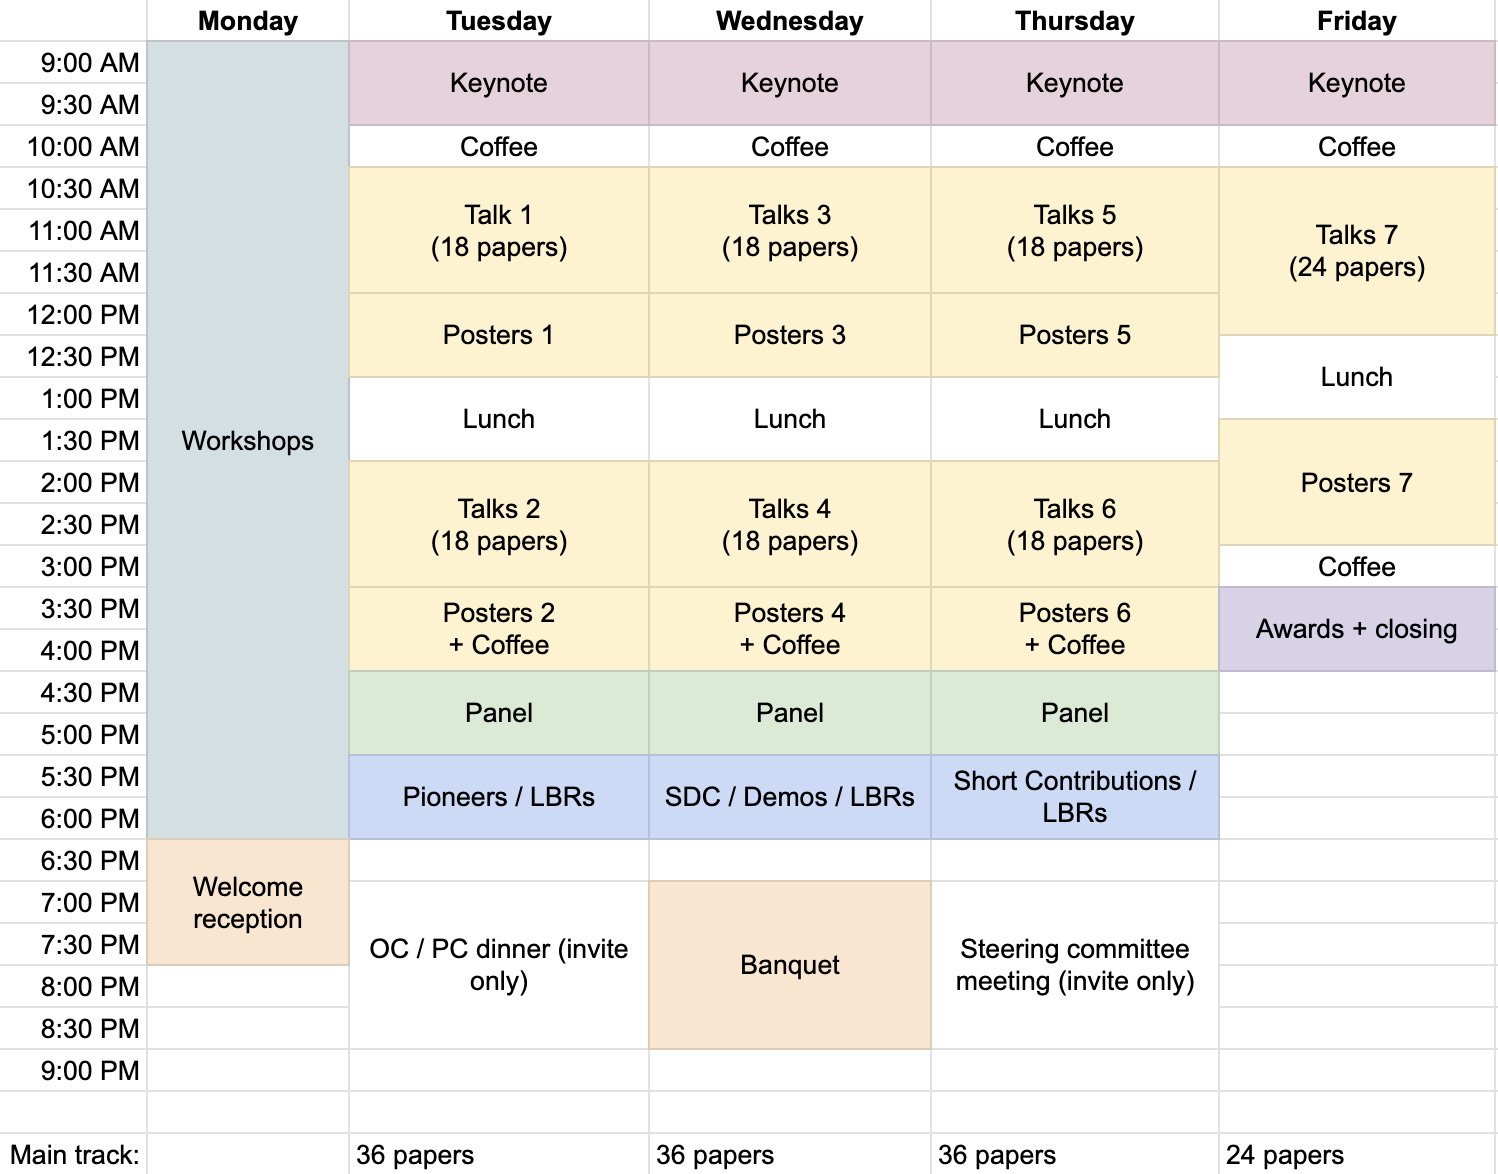 Monday Tuesday Wednesday Thursday Friday
9:00 AM
Keynote Keynote Keynote Keynote
9:30 AM
10:00 AM Coffee Coffee Coffee Coffee
10:30 AM
Talk 1 Talks 3 Talks 5
11:00 AM Talks 7
(18 papers) (18 papers) (18 papers)
(24 papers)
11:30 AM
12:00 PM
Posters 1 Posters 3 Posters 5
12:30 PM
Lunch
1:00 PM
Lunch Lunch Lunch
1:30 PM
Workshops
2:00 PM Posters 7
Talks 2 Talks 4 Talks 6
2:30 PM
(18 papers) (18 papers) (18 papers)
3:00 PM Coffee
3:30 PM Posters 2 Posters 4 Posters 6
Awards + closing
4:00 PM + Coffee + Coffee + Coffee
4:30 PM
Panel Panel Panel
5:00 PM
5:30 PM Short Contributions /
Pioneers / LBRs SDC / Demos / LBRs
6:00 PM LBRs
6:30 PM
Welcome
7:00 PM
reception
7:30 PM OC / PC dinner (invite Steering committee
Banquet
8:00 PM only) meeting (invite only)
8:30 PM
9:00 PM
Main track: 36 papers 36 papers 36 papers 24 papers